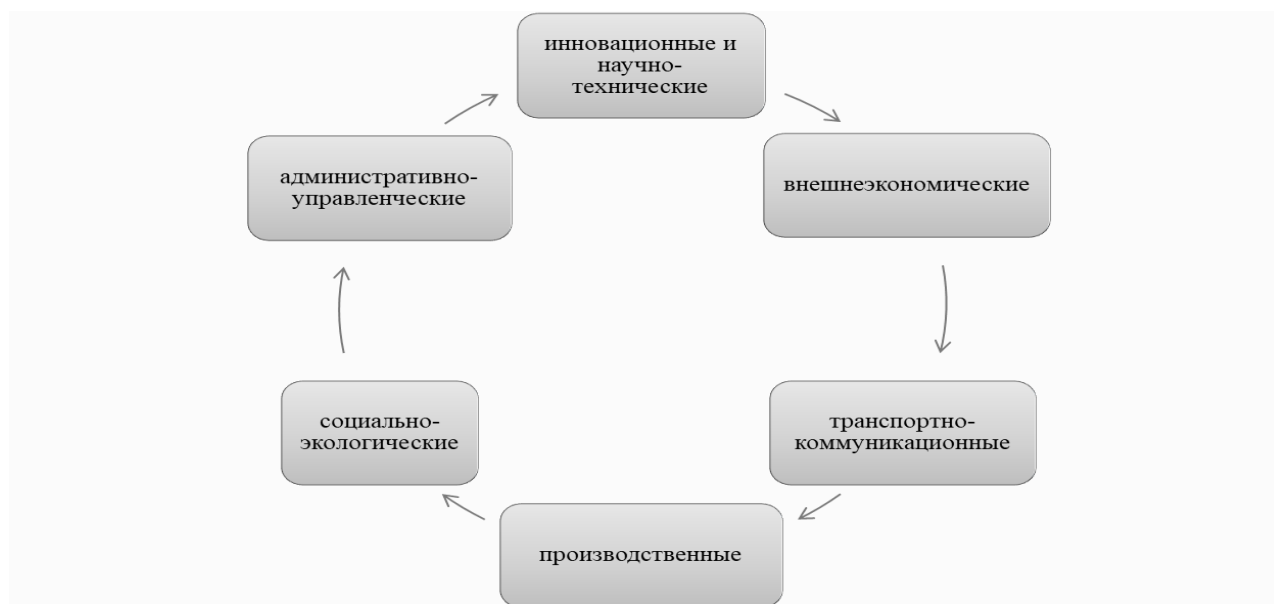 инновационные и
научно-
технические
внешнеэкономические
транспортно-
коммуникационные
производственные
социально-
экологические
административно-
управленческие